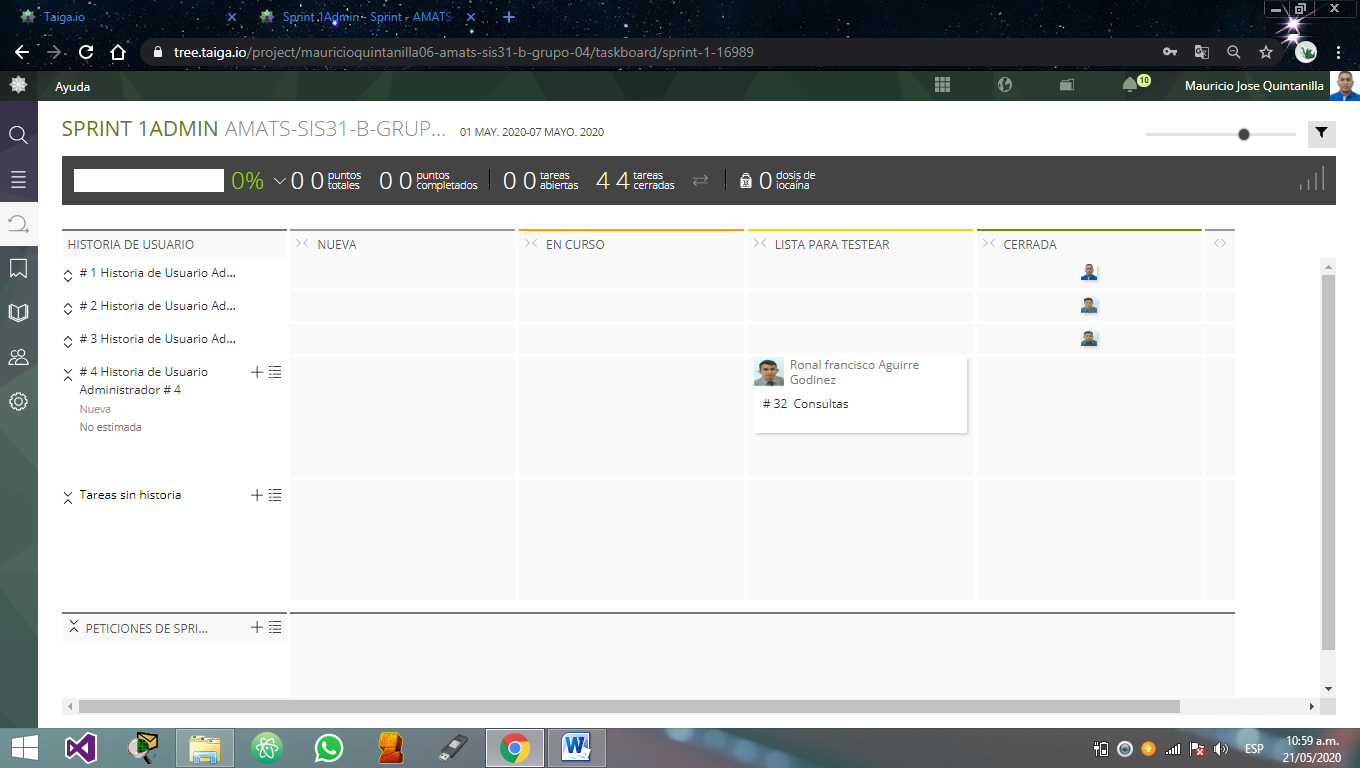 Taiga.io
Sprint 1Admin - Sprint - AMATS
tree.taiga.io/project/mauricioquintanilla06-amats-sis31-b-grupo-04/taskboard/sprint-1-16989
Ayuda
10
Mauricio Jose Quintanilla
SPRINT 1ADMIN AMATS-SIS31-B-GRUP... 01 MAY. 2020-07 MAYO. 2020
0% 0 0 puntos totales 0 0 puntos completados 0 0 tareas abiertas 4 4 tareas cerradas 0 dosis de iocaína
HISTORIA DE USUARIO NUEVA EN CURSO LISTA PARA TESTEAR CERRADA
# 1 Historia de Usuario Ad...
# 2 Historia de Usuario Ad...
# 3 Historia de Usuario Ad...
# 4 Historia de Usuario
Administrador # 4
Nueva
No estimada
Ronal francisco Aguirre
Godinez
# 32 Consultas
Tareas sin historia
PETICIONES DE SPRI...
ESP
10:59 a.m.
21/05/2020